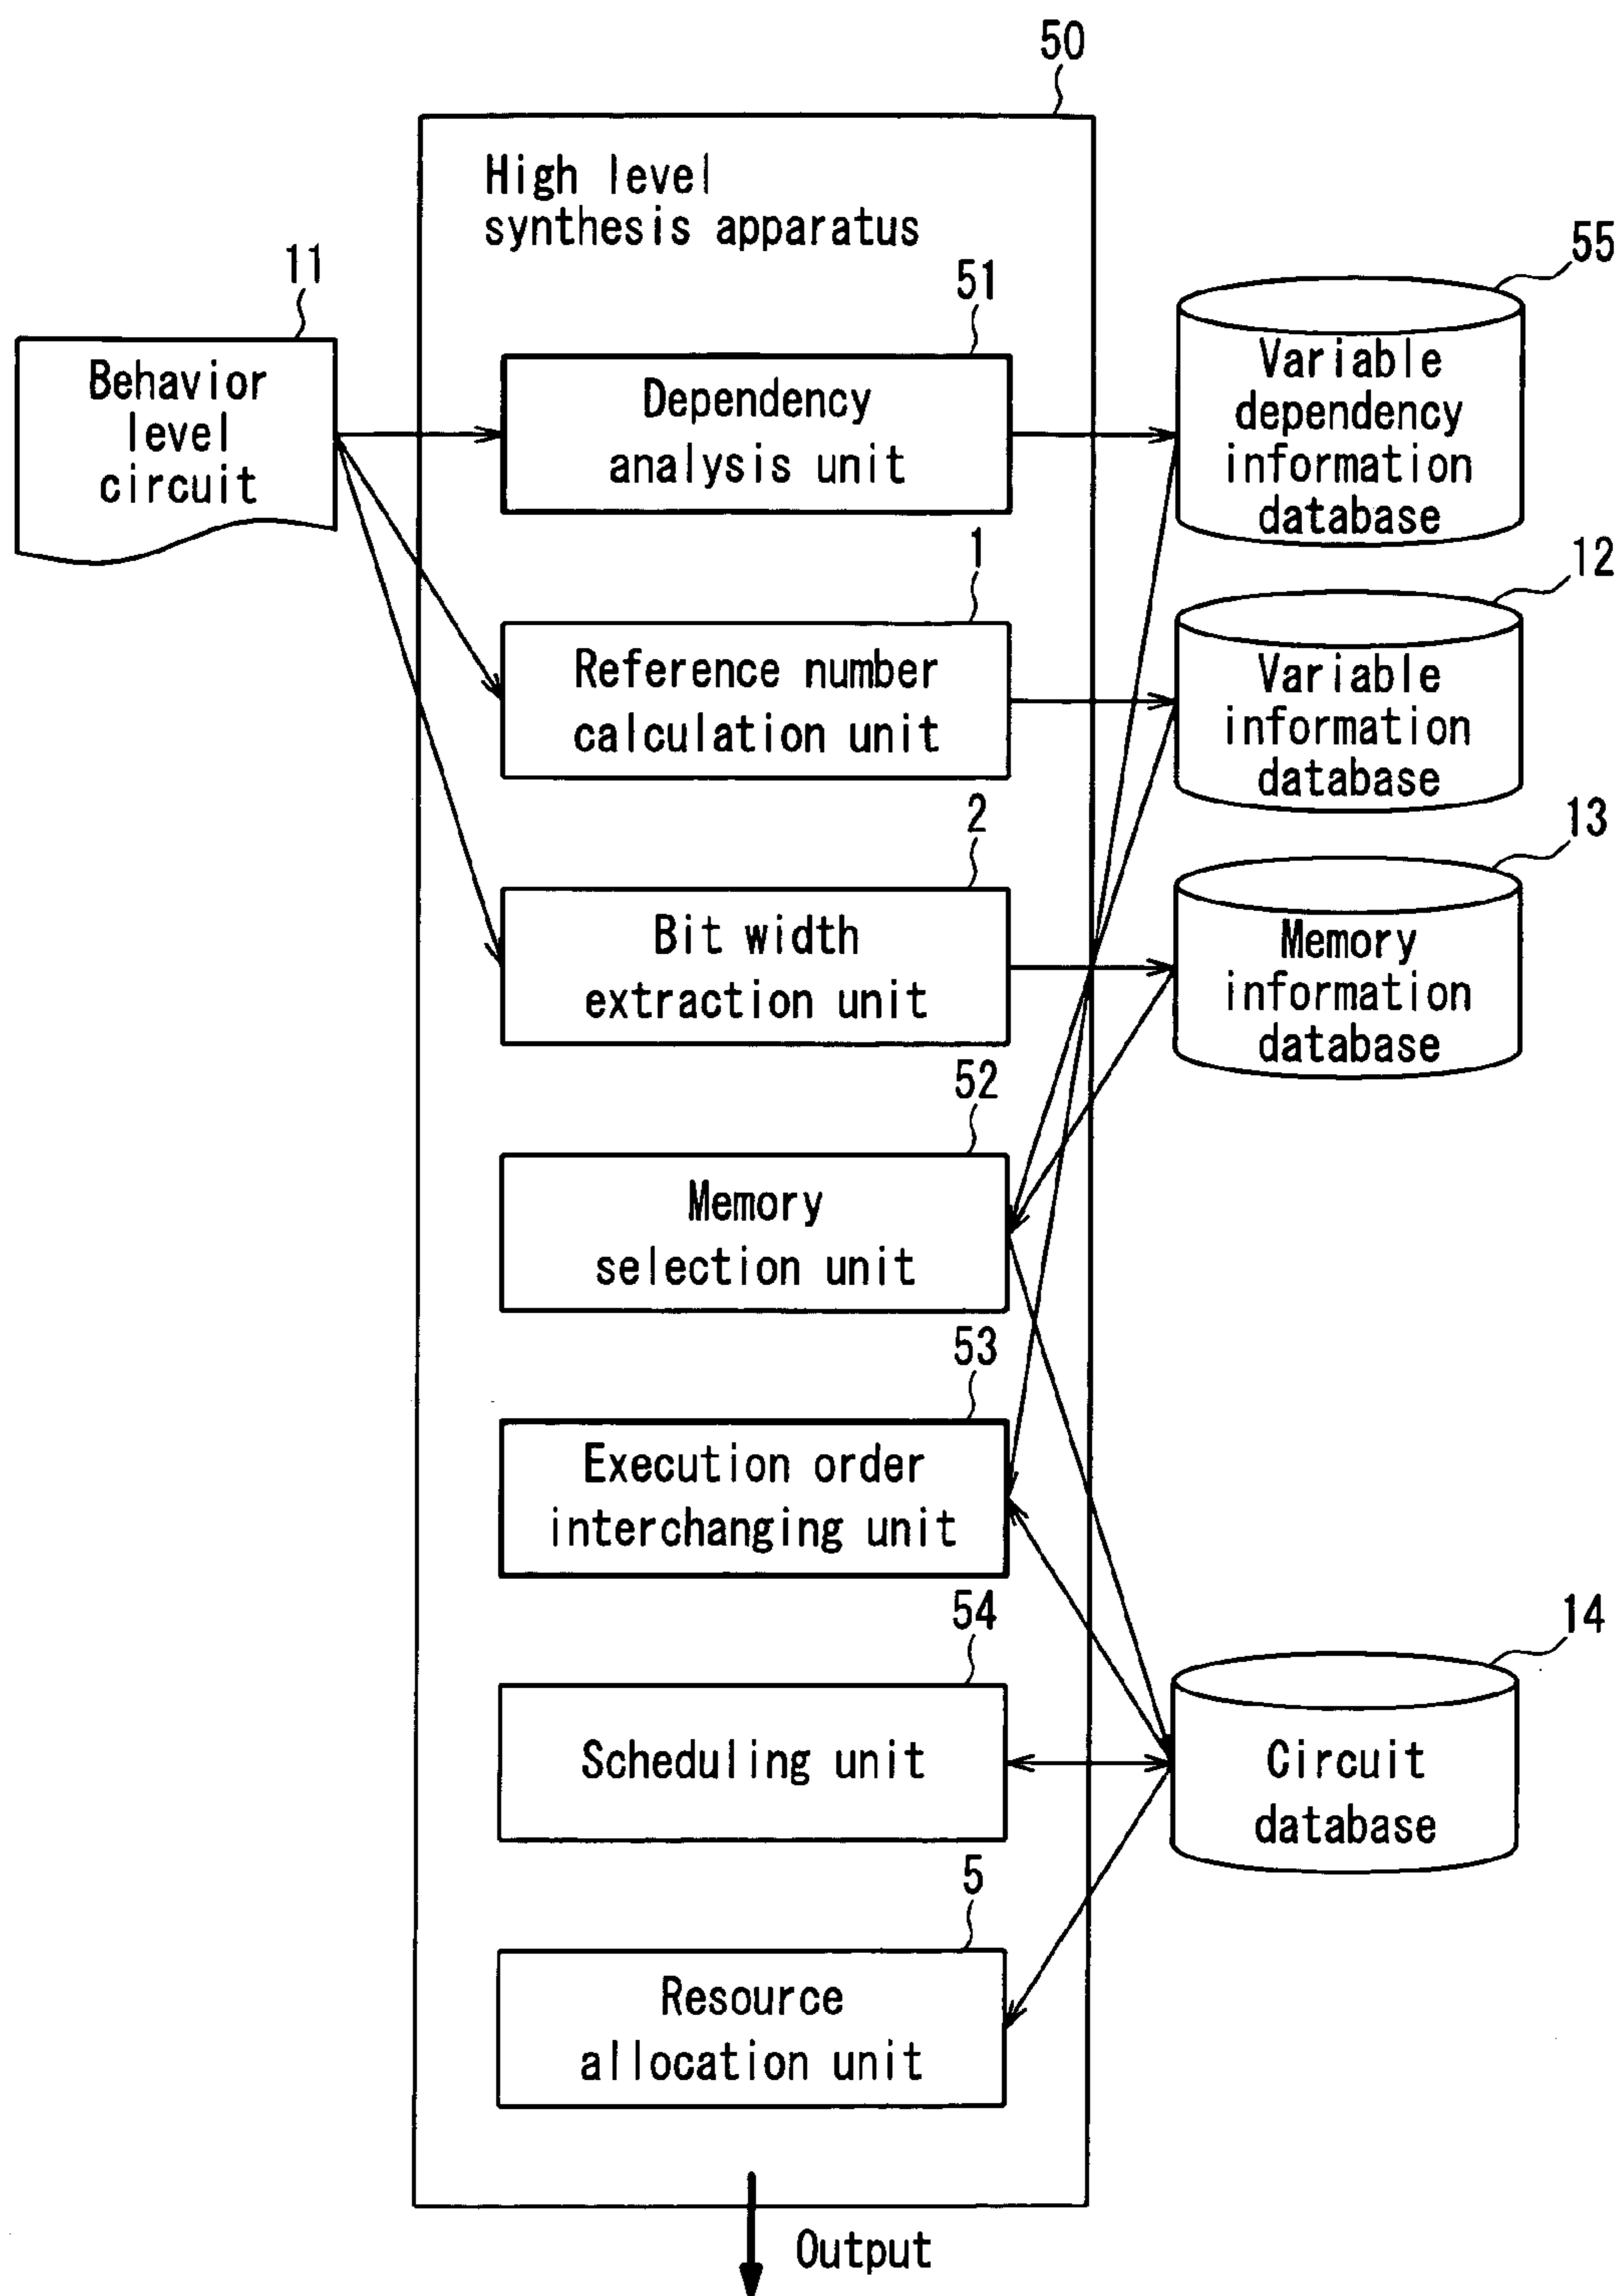 50
High level
synthesis apparatus
11
Behavior
level
circuit
51
Dependency
analysis unit
55
Variable
dependency
information
database
1
Reference number
calculation unit
12
Variable
information
database
2
Bit width
extraction unit
13
Memory
information
database
52
Memory
selection unit
53
Execution order
interchanging unit
54
Scheduling unit
14
Circuit
database
5
Resource
allocation unit
Output